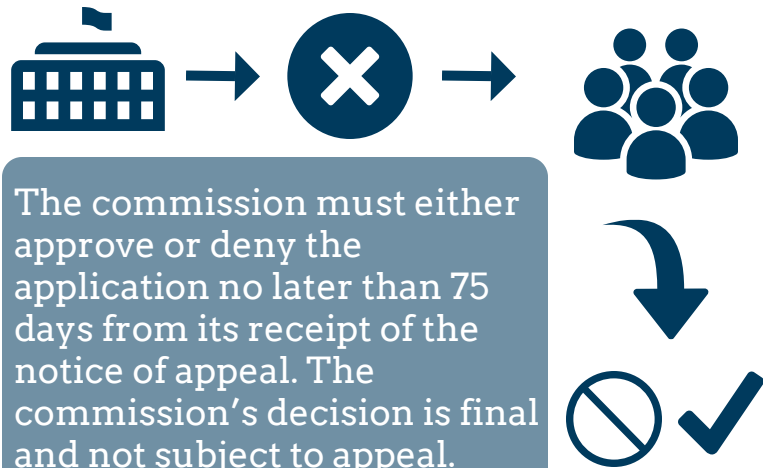 The commission must either
approve or deny the
application no later than 75
days from its receipt of the
notice of appeal. The
commission’s decision is final
and not subject to appeal.